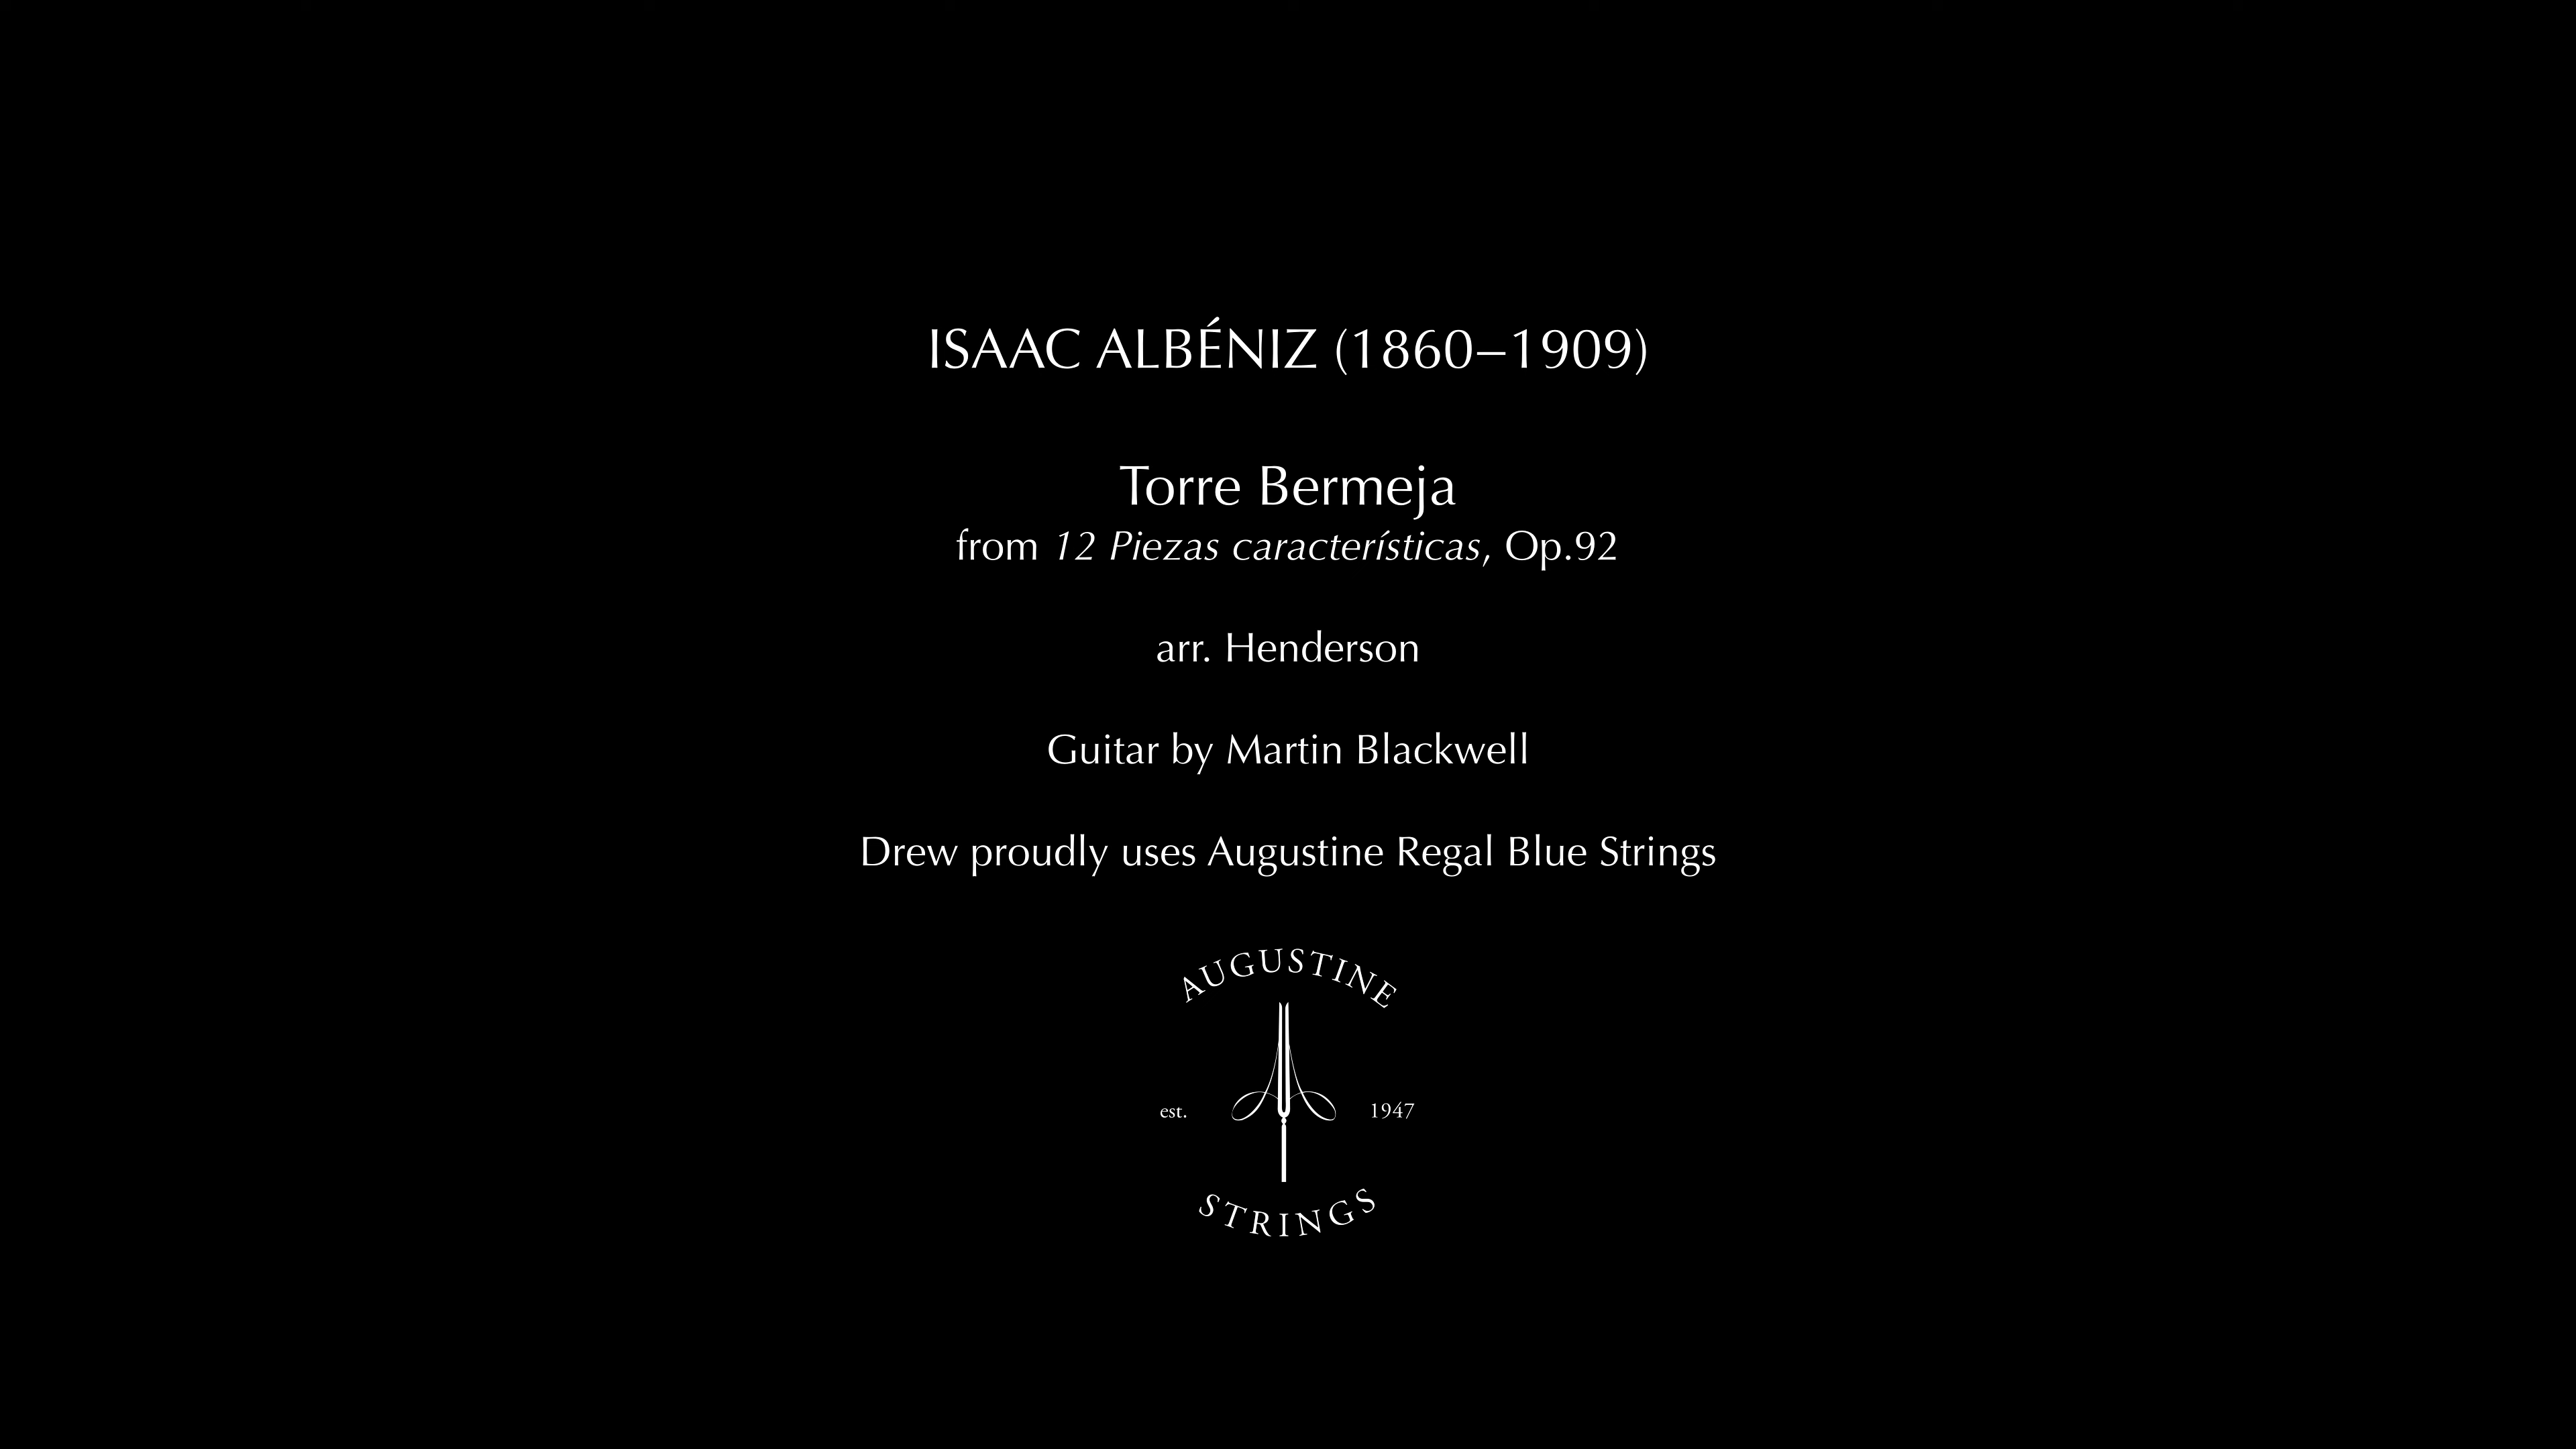 ISAAC ALBÉNIZ (1860–1909)
Torre Bermeja
from 12 Piezas características, Op.92
arr. Henderson
Guitar by Martin Blackwell
Drew proudly uses Augustine Regal Blue Strings
AUGUSTINE
est. 1947
STRINGS